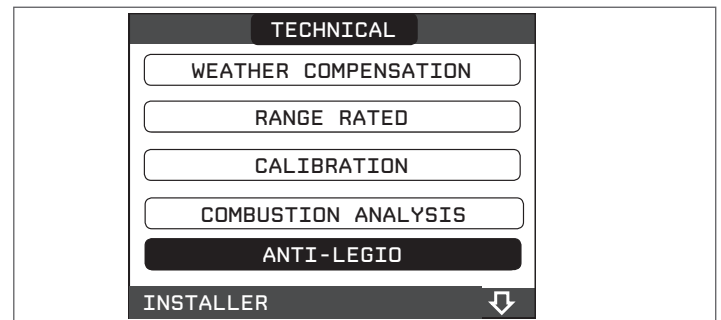 TECHNICAL
WEATHER COMPENSATION
RANGE RATED
CALIBRATION
COMBUSTION ANALYSIS
ANTI-LEGIO
INSTALLER